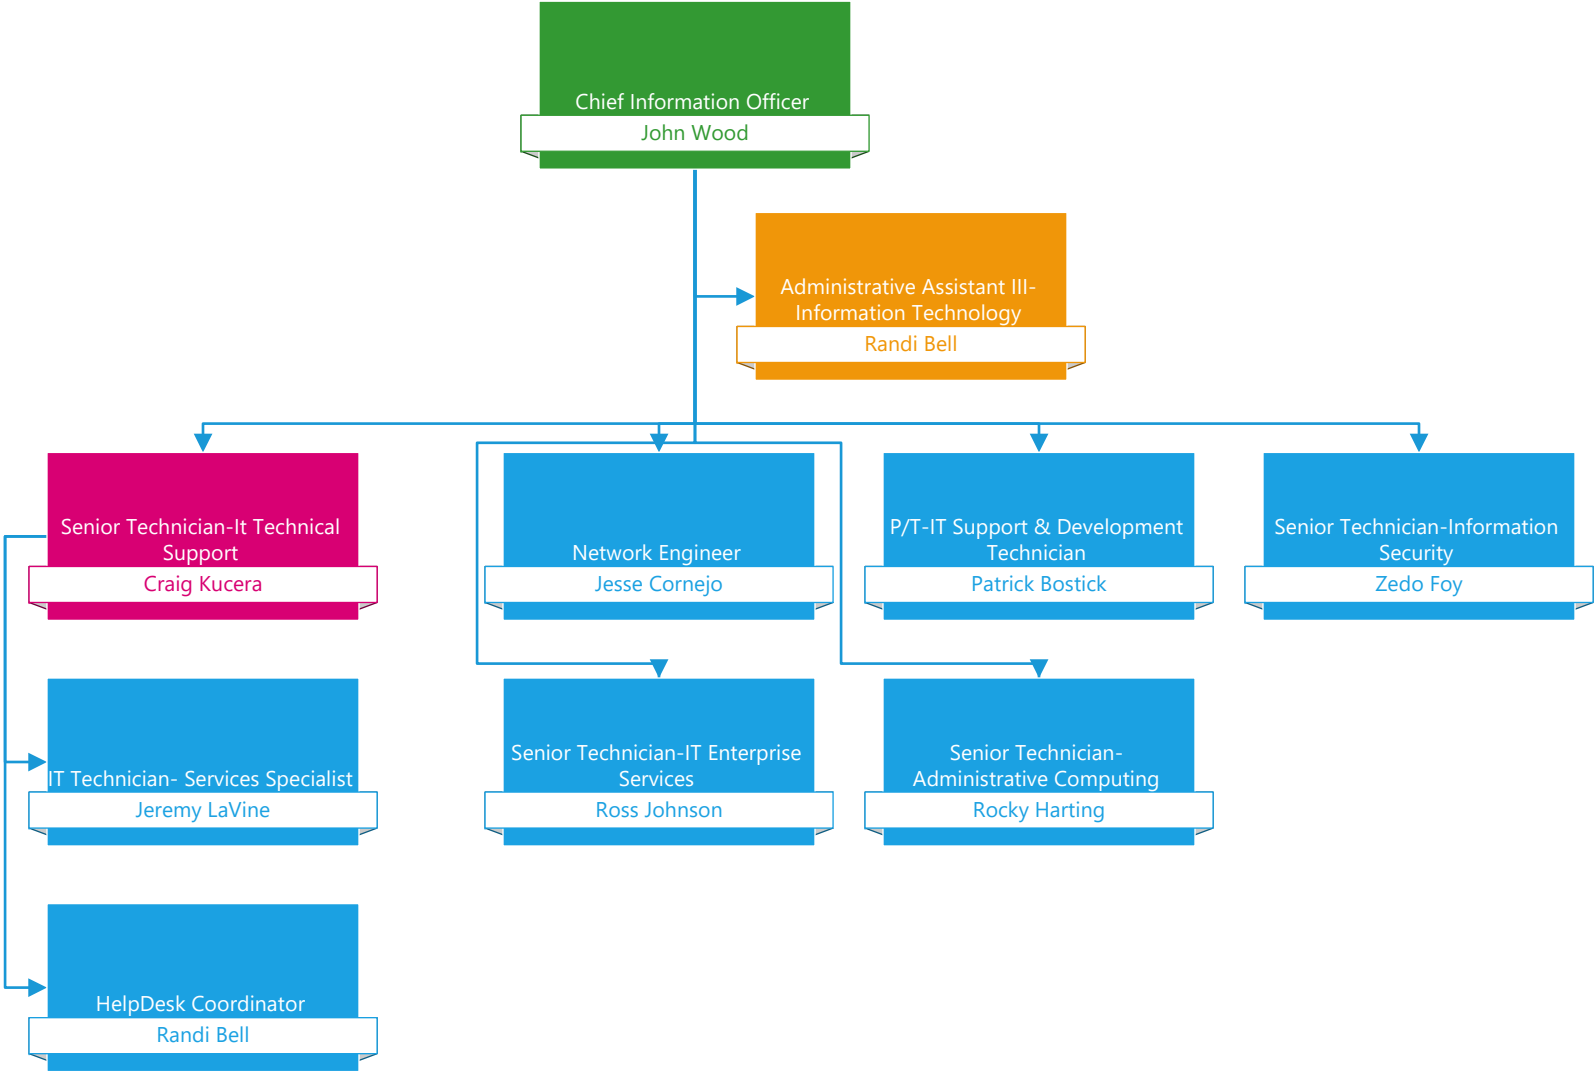 Chief Information Officer
John Wood
Administrative Assistant III-
Information Technology
Randi Bell
Senior Technician-It Technical
Support
Craig Kucera
Network Engineer
Jesse Cornejo
P/T-IT Support & Development
Technician
Patrick Bostick
Senior Technician-Information
Security
Zedo Foy
IT Technician- Services Specialist
Jeremy LaVine
Senior Technician-IT Enterprise
Services
Ross Johnson
Senior Technician-
Administrative Computing
Rocky Harting
HelpDesk Coordinator
Randi Bell